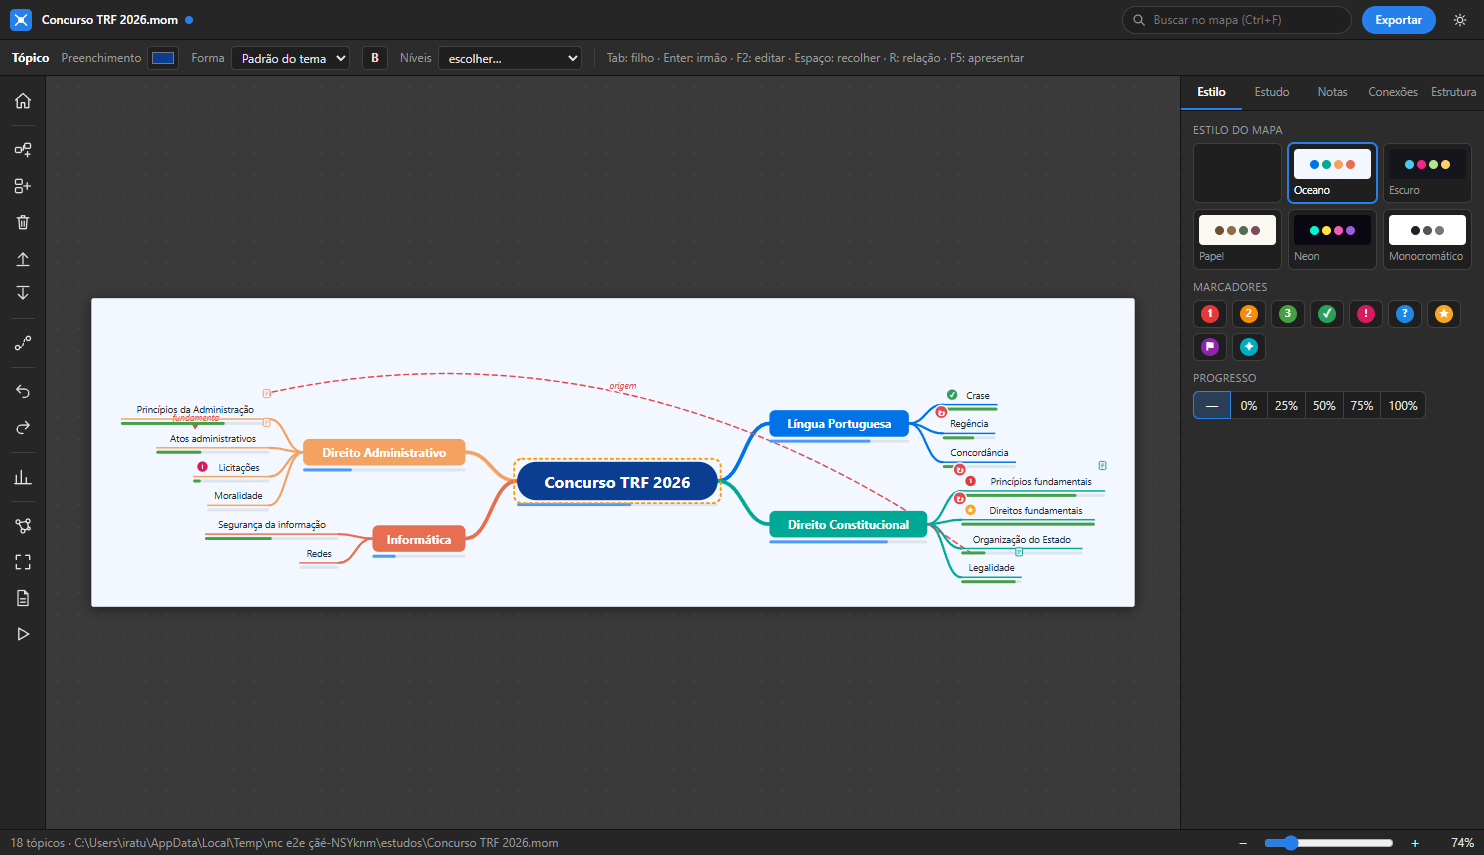 Concurso TRF 2026.mom
Buscar no mapa (Ctrl+F)
Exportar
Tópico
Preenchimento
Forma
Padrão do tema
B
Níveis
escolher...
Tab: filho · Enter: irmão · F2: editar · Espaço: recolher · R: relação · F5: apresentar
Estilo
Estudo
Notas
Conexões
Estrutura
ESTILO DO MAPA
Oceano
Escuro
Papel
Neon
Monocromático
MARCADORES
1
2
3
!
?
PROGRESSO
—
0%
25%
50%
75%
100%
origem
Princípios da Administração
fundamenta
Atos administrativos
!
Licitações
Moralidade
Direito Administrativo
Segurança da informação
Redes
Informática
Concurso TRF 2026
Língua Portuguesa
Crase
Regência
Concordância
Direito Constitucional
1
Princípios fundamentais
Direitos fundamentais
Organização do Estado
Legalidade
18 tópicos · C:\Users\iratu\AppData\Local\Temp\mc e2e çãé-NSYknm\estudos\Concurso TRF 2026.mom
−
+
74%